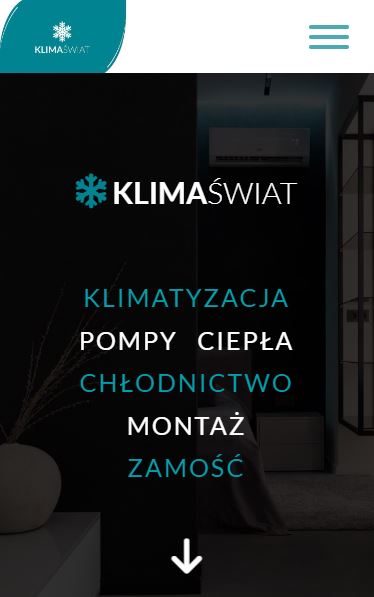 KLIMAŚWIAT
KLIMAŚWIAT
KLIMATYZACJA
POMPY CIEPŁA
CHŁODNICTWO
MONTAŻ
ZAMOŚĆ